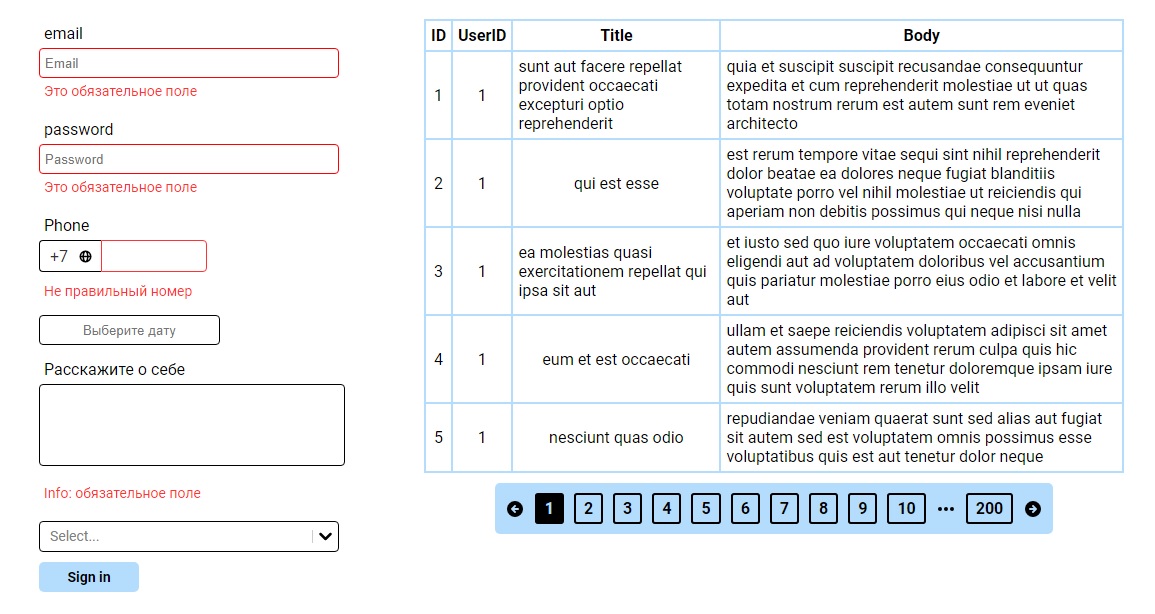 email
Email
Это обязательное поле
password
Password
Это обязательное поле
Phone
+7
Не правильный номер
Выберите дату
Расскажите о себе
Info: обязательное поле
Select...
Sign in
ID UserID Title Body
1 1 sunt aut facere repellat provident occaecati excepturi optio reprehenderit quia et suscipit suscipit recusandae consequuntur expedita et cum reprehenderit molestiae ut ut quas totam nostrum rerum est autem sunt rem eveniet architecto
2 1 qui est esse est rerum tempore vitae sequi sint nihil reprehenderit dolor beatae ea dolores neque fugiat blanditiis voluptate porro vel nihil molestiae ut reiciendis qui aperiam non debitis possimus qui neque nisi nulla
3 1 ea molestias quasi exercitationem repellat qui ipsa sit aut et iusto sed quo iure voluptatem occaecati omnis eligendi aut ad voluptatem doloribus vel accusantium quis pariatur molestiae porro eius odio et labore et velit aut
4 1 eum et est occaecati ullam et saepe reiciendis voluptatem adipisci sit amet autem assumenda provident rerum culpa quis hic commodi nesciunt rem tenetur doloremque ipsam iure quis sunt voluptatem rerum illo velit
5 1 nesciunt quas odio repudiandae veniam quaerat sunt sed alias aut fugiat sit autem sed est voluptatem omnis possimus esse voluptatibus quis est aut tenetur dolor neque
1 2 3 4 5 6 7 8 9 10 ... 200